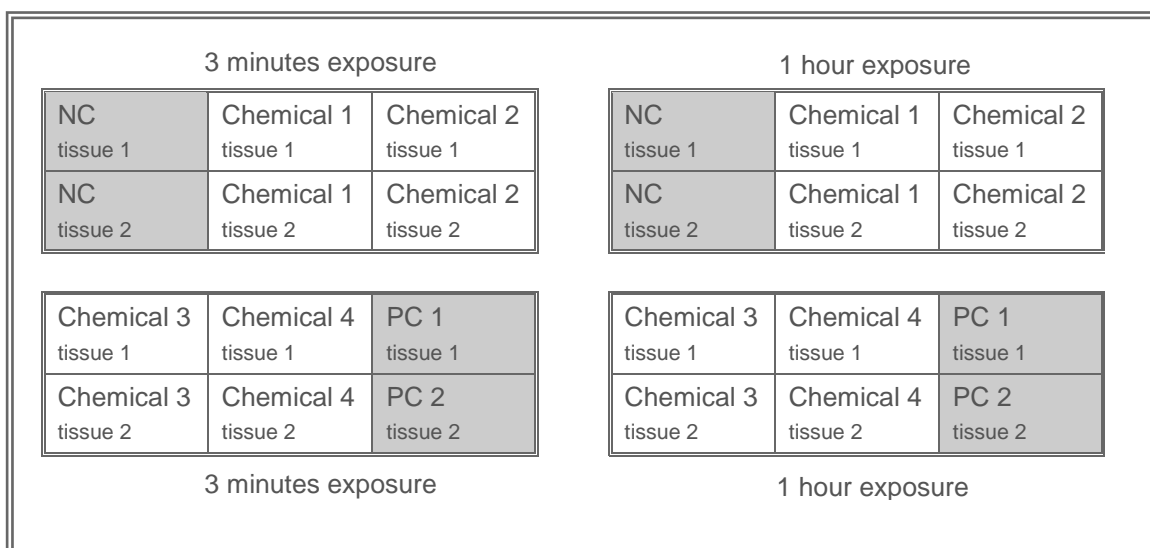 3 minutes exposure
NC Chemical 1 Chemical 2
tissue 1 tissue 1 tissue 1
NC Chemical 1 Chemical 2
tissue 2 tissue 2 tissue 2
1 hour exposure
NC Chemical 1 Chemical 2
tissue 1 tissue 1 tissue 1
NC Chemical 1 Chemical 2
tissue 2 tissue 2 tissue 2
Chemical 3 Chemical 4 PC 1
tissue 1 tissue 1 tissue 1
Chemical 3 Chemical 4 PC 2
tissue 2 tissue 2 tissue 2
3 minutes exposure
Chemical 3 Chemical 4 PC 1
tissue 1 tissue 1 tissue 1
Chemical 3 Chemical 4 PC 2
tissue 2 tissue 2 tissue 2
1 hour exposure